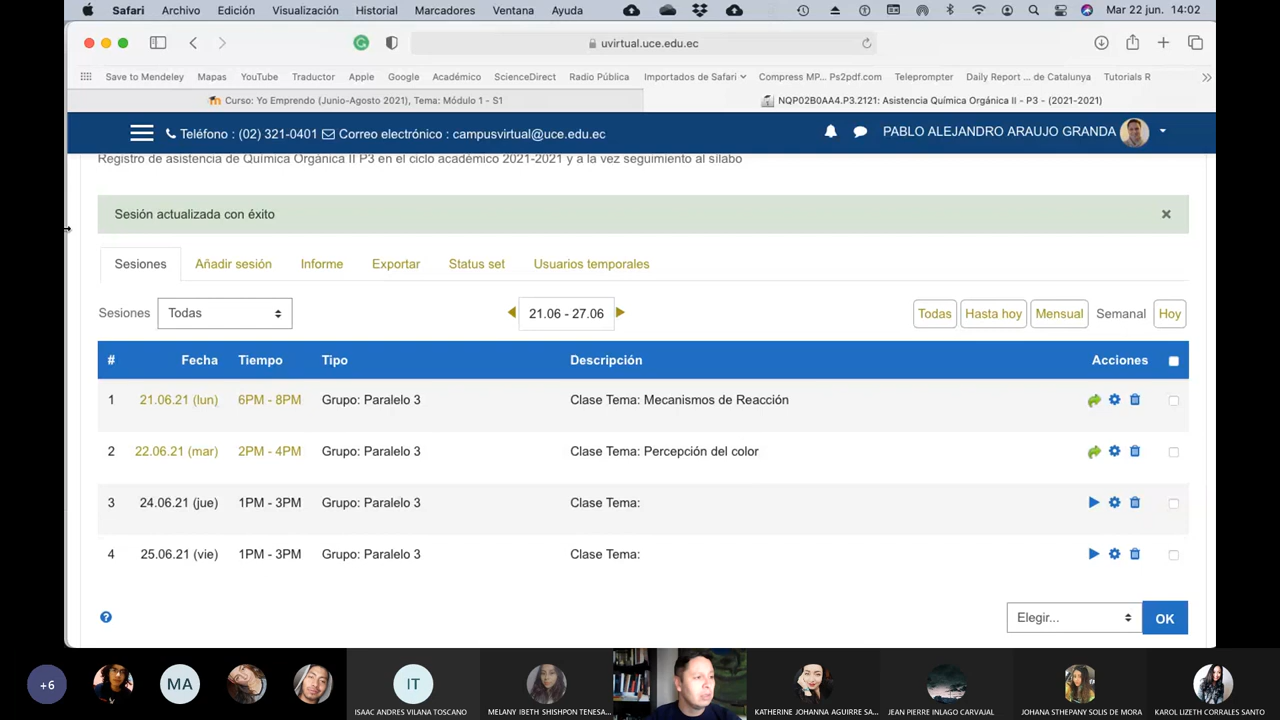 Safari Archivo Edición Visualización Historial Marcadores Ventana Ayuda Mar 22 jun. 14:02
uvirtual.uce.edu.ec
Save to Mendeley Mapas YouTube Traductor Apple Google Académico ScienceDirect Radio Pública Importados de Safari Compress MP... Ps2pdf.com Teleprompter Daily Report ... de Catalunya Tutorials R
Curso: Yo Emprendo (Junio-Agosto 2021), Tema: Módulo 1 - S1 NQP02B0AA4.P3.2121: Asistencia Química Orgánica II - P3 - (2021-2021)
Teléfono : (02) 321-0401 Correo electrónico : campusvirtual@uce.edu.ec PABLO ALEJANDRO ARAUJO GRANDA
Registro de asistencia de Química Orgánica II P3 en el ciclo académico 2021-2021 y a la vez seguimiento al sílabo
Sesión actualizada con éxito ×
Sesiones Añadir sesión Informe Exportar Status set Usuarios temporales
Sesiones Todas 21.06 - 27.06 Todas Hasta hoy Mensual Semanal Hoy
# Fecha Tiempo Tipo Descripción Acciones
1 21.06.21 (lun) 6PM - 8PM Grupo: Paralelo 3 Clase Tema: Mecanismos de Reacción
2 22.06.21 (mar) 2PM - 4PM Grupo: Paralelo 3 Clase Tema: Percepción del color
3 24.06.21 (jue) 1PM - 3PM Grupo: Paralelo 3 Clase Tema:
4 25.06.21 (vie) 1PM - 3PM Grupo: Paralelo 3 Clase Tema:
? Elegir... OK
+6 MA IT
ISAAC ANDRES VILANA TOSCANO MELANY IBETH SHISHPON TENESA... KATHERINE JOHANNA AGUIRRE SA... JEAN PIERRE INLAGO CARVAJAL JOHANA STHEPANY SOLIS DE MORA KAROL LIZETH CORRALES SANTO